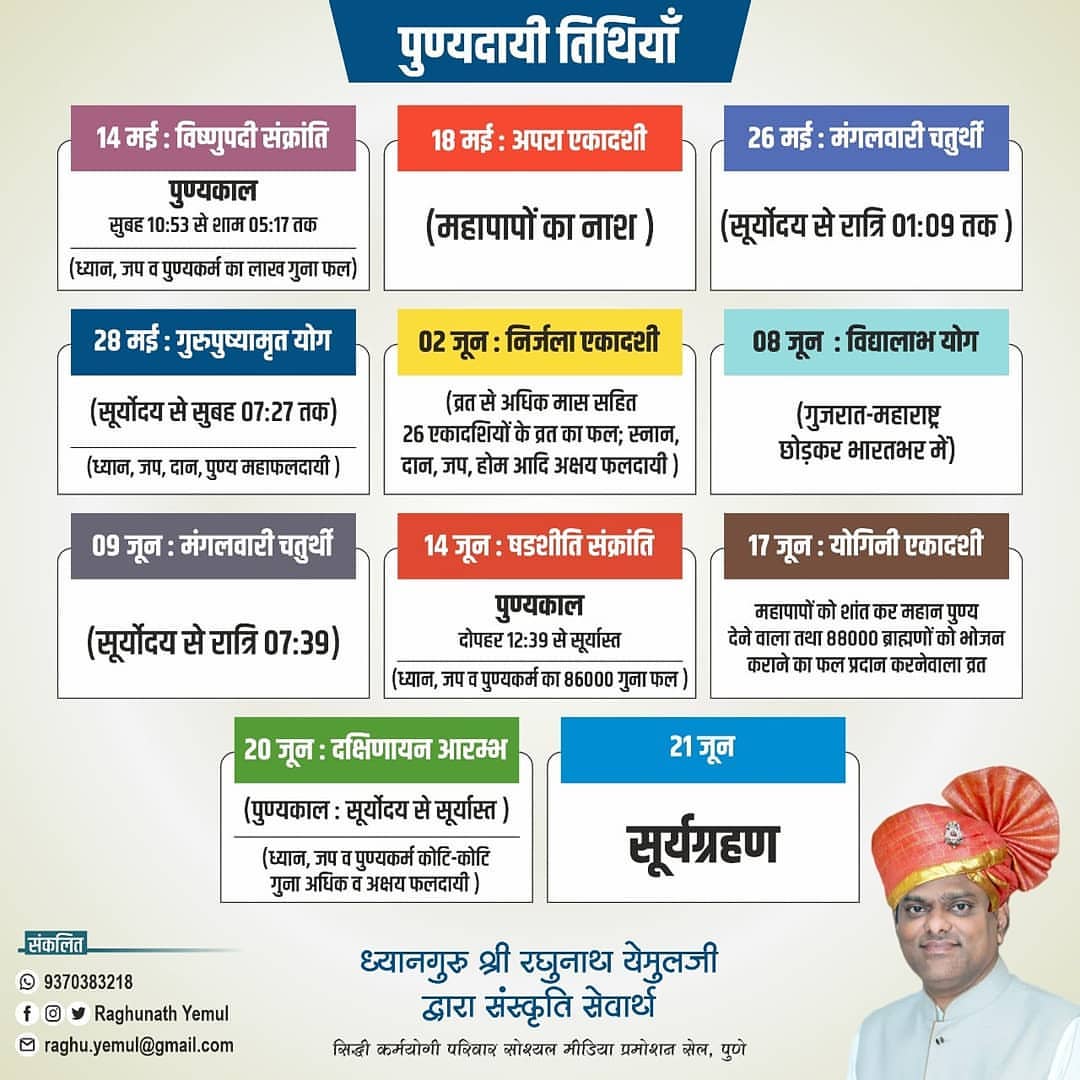 पुण्यदायी तिथियाँ
14 मई : विष्णुपदी संक्रांति
पुण्यकाल
सुबह 10:53 से शाम 05:17 तक
(ध्यान, जप व पुण्यकर्म का लाख गुना फल)
18 मई : अपरा एकादशी
(महापापों का नाश )
26 मई : मंगलवारी चतुर्थी
(सूर्योदय से रात्रि 01:09 तक )
28 मई : गुरुपुष्यामृत योग
(सूर्योदय से सुबह 07:27 तक)
(ध्यान, जप, दान, पुण्य महाफलदायी )
02 जून : निर्जला एकादशी
(व्रत से अधिक मास सहित
26 एकादशियों के व्रत का फल; स्नान,
दान, जप, होम आदि अक्षय फलदायी )
08 जून : विद्यालाभ योग
(गुजरात-महाराष्ट्र
छोड़कर भारतभर में)
09 जून : मंगलवारी चतुर्थी
(सूर्योदय से रात्रि 07:39)
14 जून : षडशीति संक्रांति
पुण्यकाल
दोपहर 12:39 से सूर्यास्त
(ध्यान, जप व पुण्यकर्म का 86000 गुना फल )
17 जून : योगिनी एकादशी
महापापों को शांत कर महान पुण्य
देने वाला तथा 88000 ब्राह्मणों को भोजन
कराने का फल प्रदान करनेवाला व्रत
20 जून : दक्षिणायन आरम्भ
(पुण्यकाल : सूर्योदय से सूर्यास्त )
(ध्यान, जप व पुण्यकर्म कोटि-कोटि
गुना अधिक व अक्षय फलदायी )
21 जून
सूर्यग्रहण
संकलित
9370383218
Raghunath Yemul
raghu.yemul@gmail.com
ध्यानगुरु श्री रघुनाथ येमुलजी
द्वारा संस्कृति सेवार्थ
सिद्धी कर्मयोगी परिवार सोश्यल मीडिया प्रमोशन सेल, पुणे